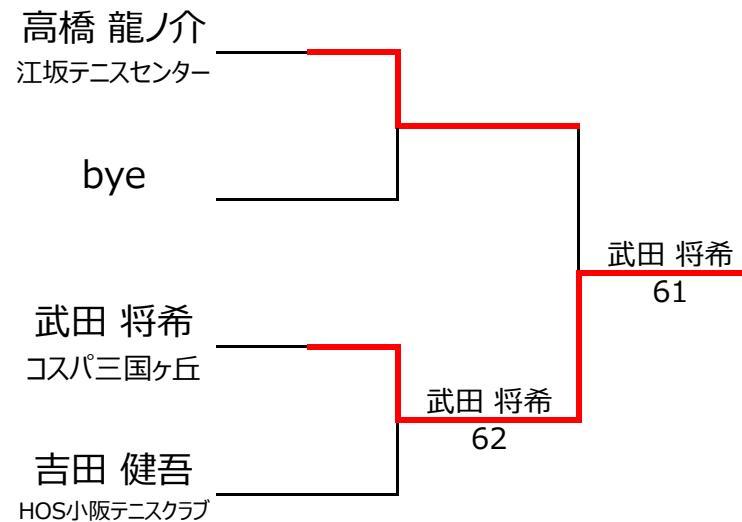 高橋 龍ノ介
江坂テニスセンター
bye
武田 将希
コスパ三国ヶ丘
吉田 健吾
HOS小阪テニスクラブ
武田 将希
62
武田 将希
61